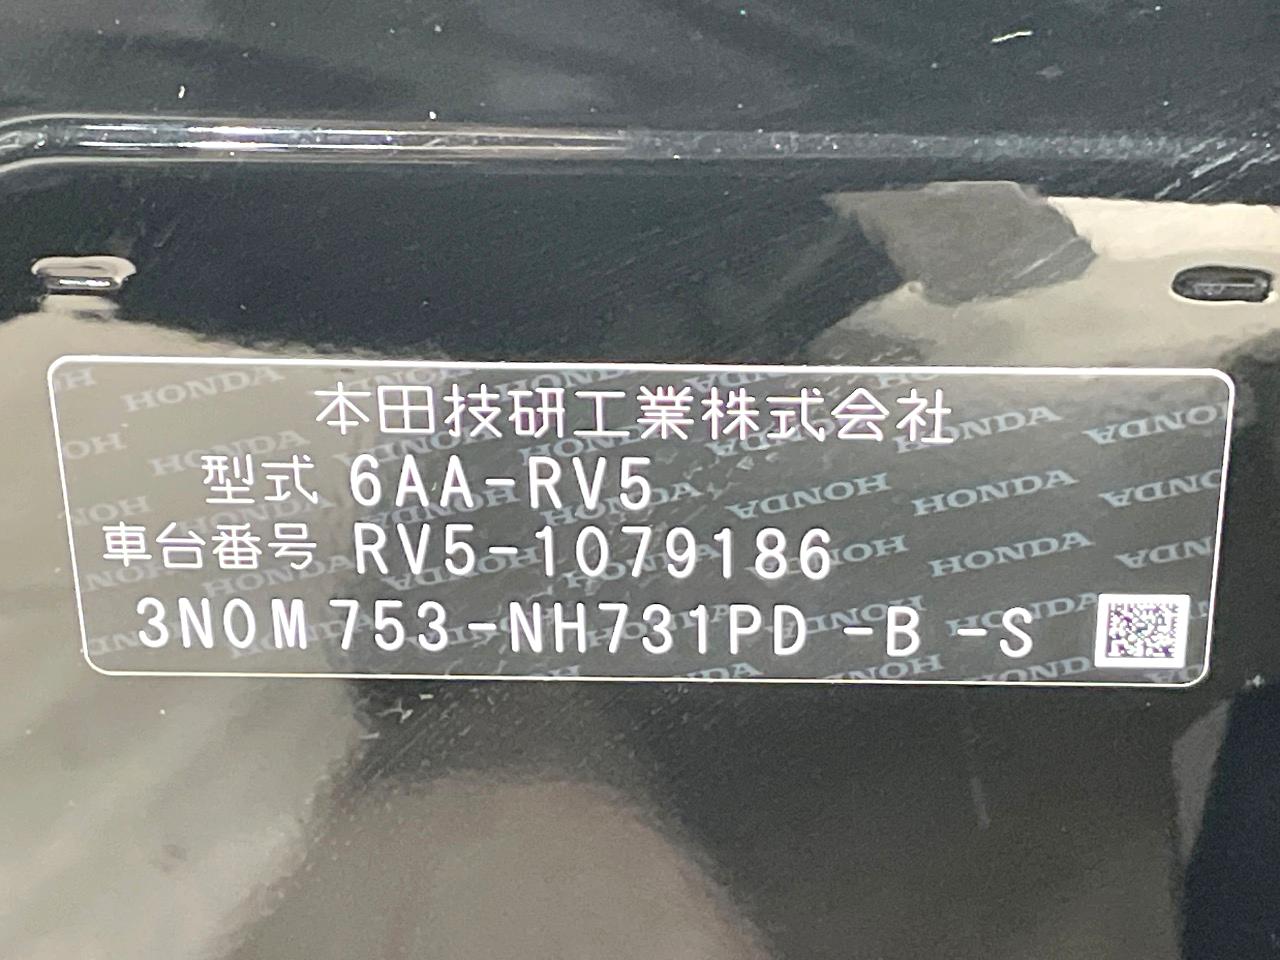 本田技研工業株式会社
型式 6AA-RV5
車台番号 RV5-1079186
3N0M753-NH731PD -B -S
HONDA